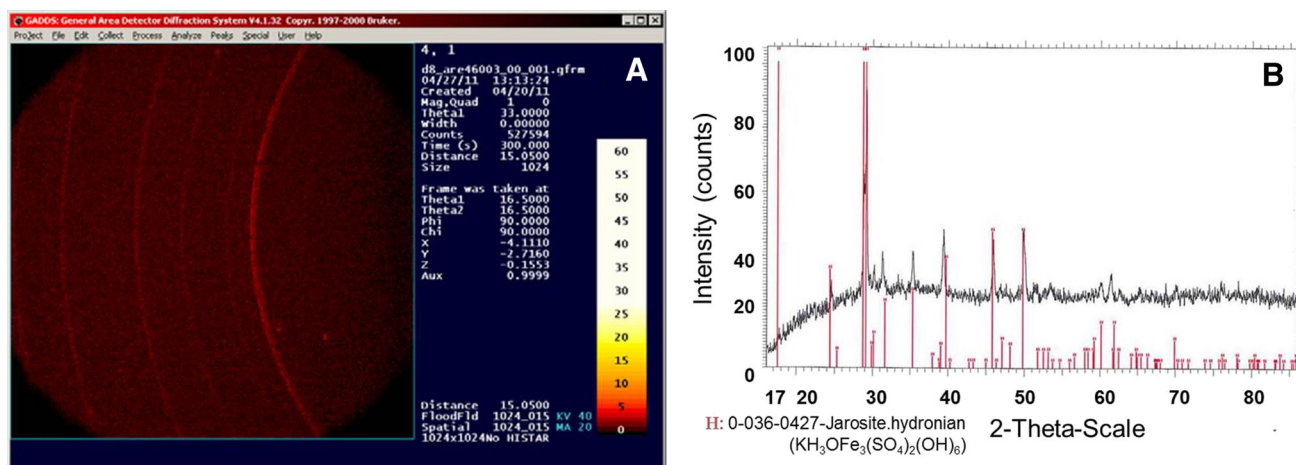 GADDS: General Area Detector Diffraction System V4.1.32 Copyr. 1997-2000 Bruker.
Project File Edit Collect Process Analyze Peaks Special User Help
4, 1
d8_are46003_00_001.gfrm
04/27/11 13:13:24
Created 04/20/11
Mag,Quad 1 0
Theta1 33.0000
Width 0.00000
Counts 527594
Time (s) 300.000
Distance 15.0500
Size 1024
Frame was taken at
Theta1 16.5000
Theta2 16.5000
Phi 90.0000
Chi 90.0000
X -4.1110
Y -2.7160
Z -0.1553
Aux 0.9999
Distance 15.0500
FloodFld 1024_015 KV 40
Spatial 1024_015 MA 20
1024x1024No HISTAR
A
60
55
50
45
40
35
30
25
20
15
10
5
0
B
Intensity (counts)
100
80
60
40
20
0
17 20 30 40 50 60 70 80
2-Theta-Scale
H: 0-036-0427-Jarosite.hydronian
(KH₃OFe₃(SO₄)₂(OH)₆)